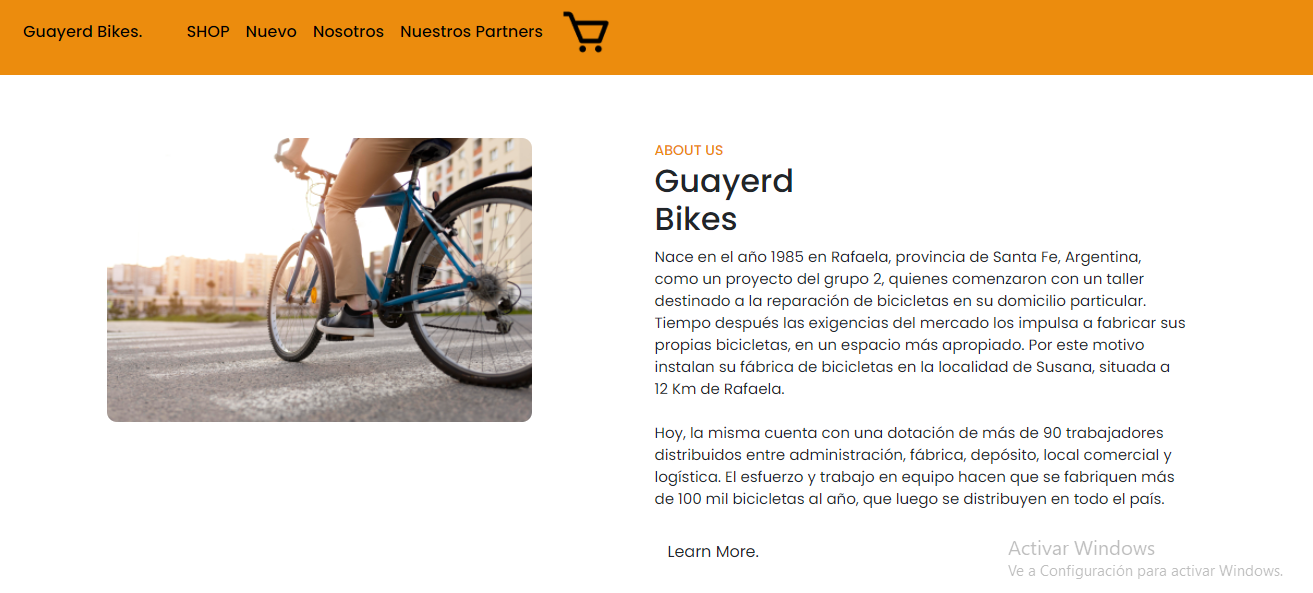 Guayerd Bikes. SHOP Nuevo Nosotros Nuestros Partners
ABOUT US
Guayerd
Bikes
Nace en el año 1985 en Rafaela, provincia de Santa Fe, Argentina,
como un proyecto del grupo 2, quienes comenzaron con un taller
destinado a la reparación de bicicletas en su domicilio particular.
Tiempo después las exigencias del mercado los impulsa a fabricar sus
propias bicicletas, en un espacio más apropiado. Por este motivo
instalan su fábrica de bicicletas en la localidad de Susana, situada a
12 Km de Rafaela.
Hoy, la misma cuenta con una dotación de más de 90 trabajadores
distribuidos entre administración, fábrica, depósito, local comercial y
logística. El esfuerzo y trabajo en equipo hacen que se fabriquen más
de 100 mil bicicletas al año, que luego se distribuyen en todo el país.
Learn More.
Activar Windows
Ve a Configuración para activar Windows.